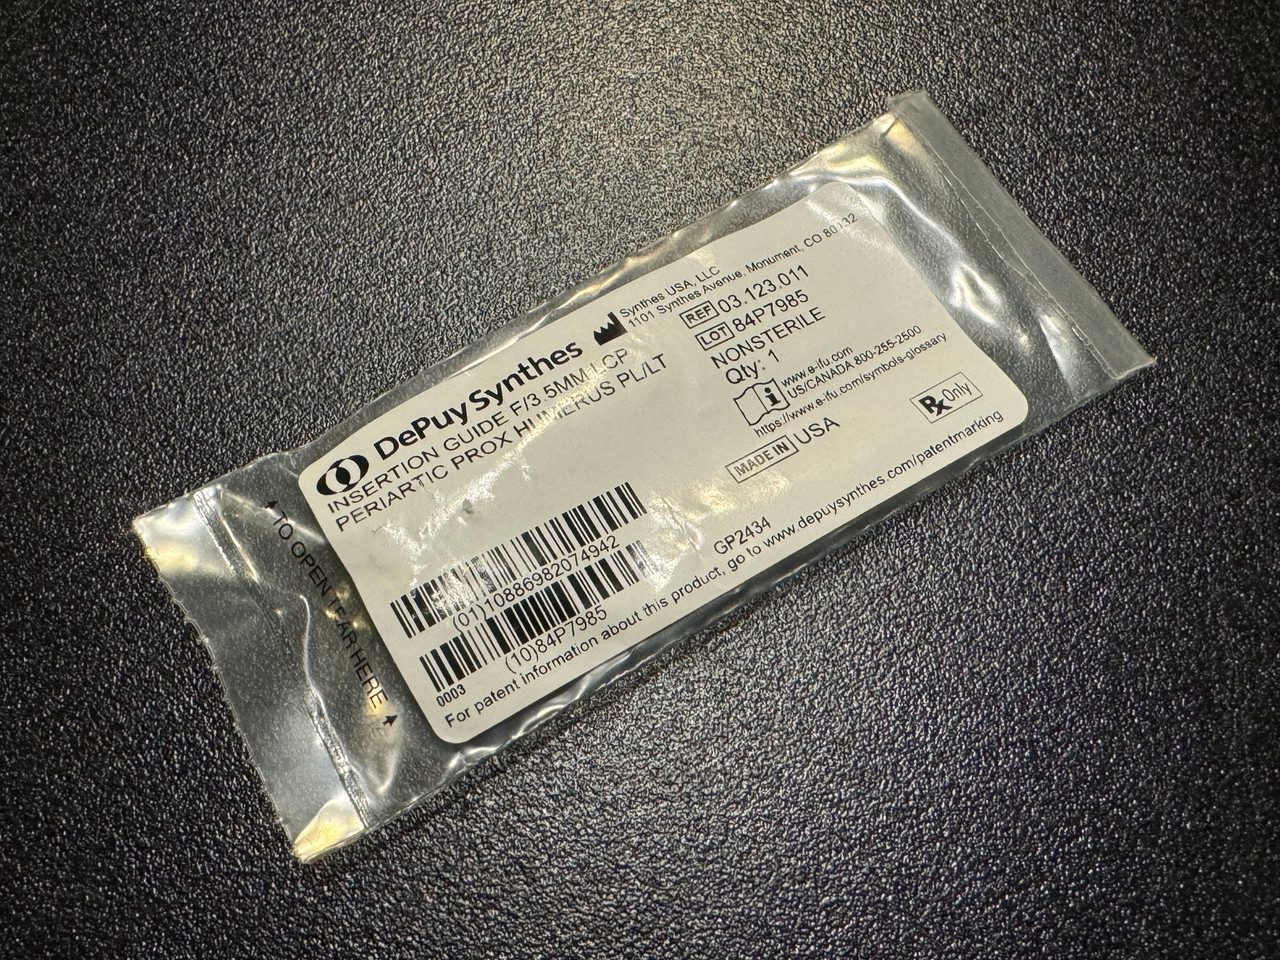 DePuy Synthes
INSERTION GUIDE F/3.5MM LCP
PERIARTIC PROX HUMERUS PL/LT
Synthes USA, LLC
1101 Synthes Avenue, Monument, CO 80132
REF 03.123.011
LOT 84P7985
NONSTERILE
Qty: 1
www.e-ifu.com
US/CANADA 800-255-2500
https://www.e-ifu.com/symbols-glossary
MADE IN USA
Rx Only
(01)10886982074942
(10)84P7985
0003
GP2434
For patent information about this product, go to www.depuysynthes.com/patentmarking
TO OPEN TEAR HERE